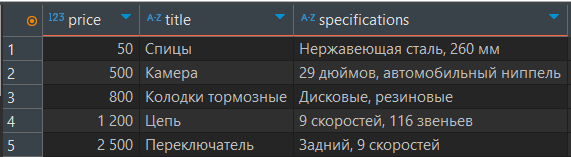 123 price A-Z title A-Z specifications
1 50 Спицы Нержавеющая сталь, 260 мм
2 500 Камера 29 дюймов, автомобильный ниппель
3 800 Колодки тормозные Дисковые, резиновые
4 1 200 Цепь 9 скоростей, 116 звеньев
5 2 500 Переключатель Задний, 9 скоростей